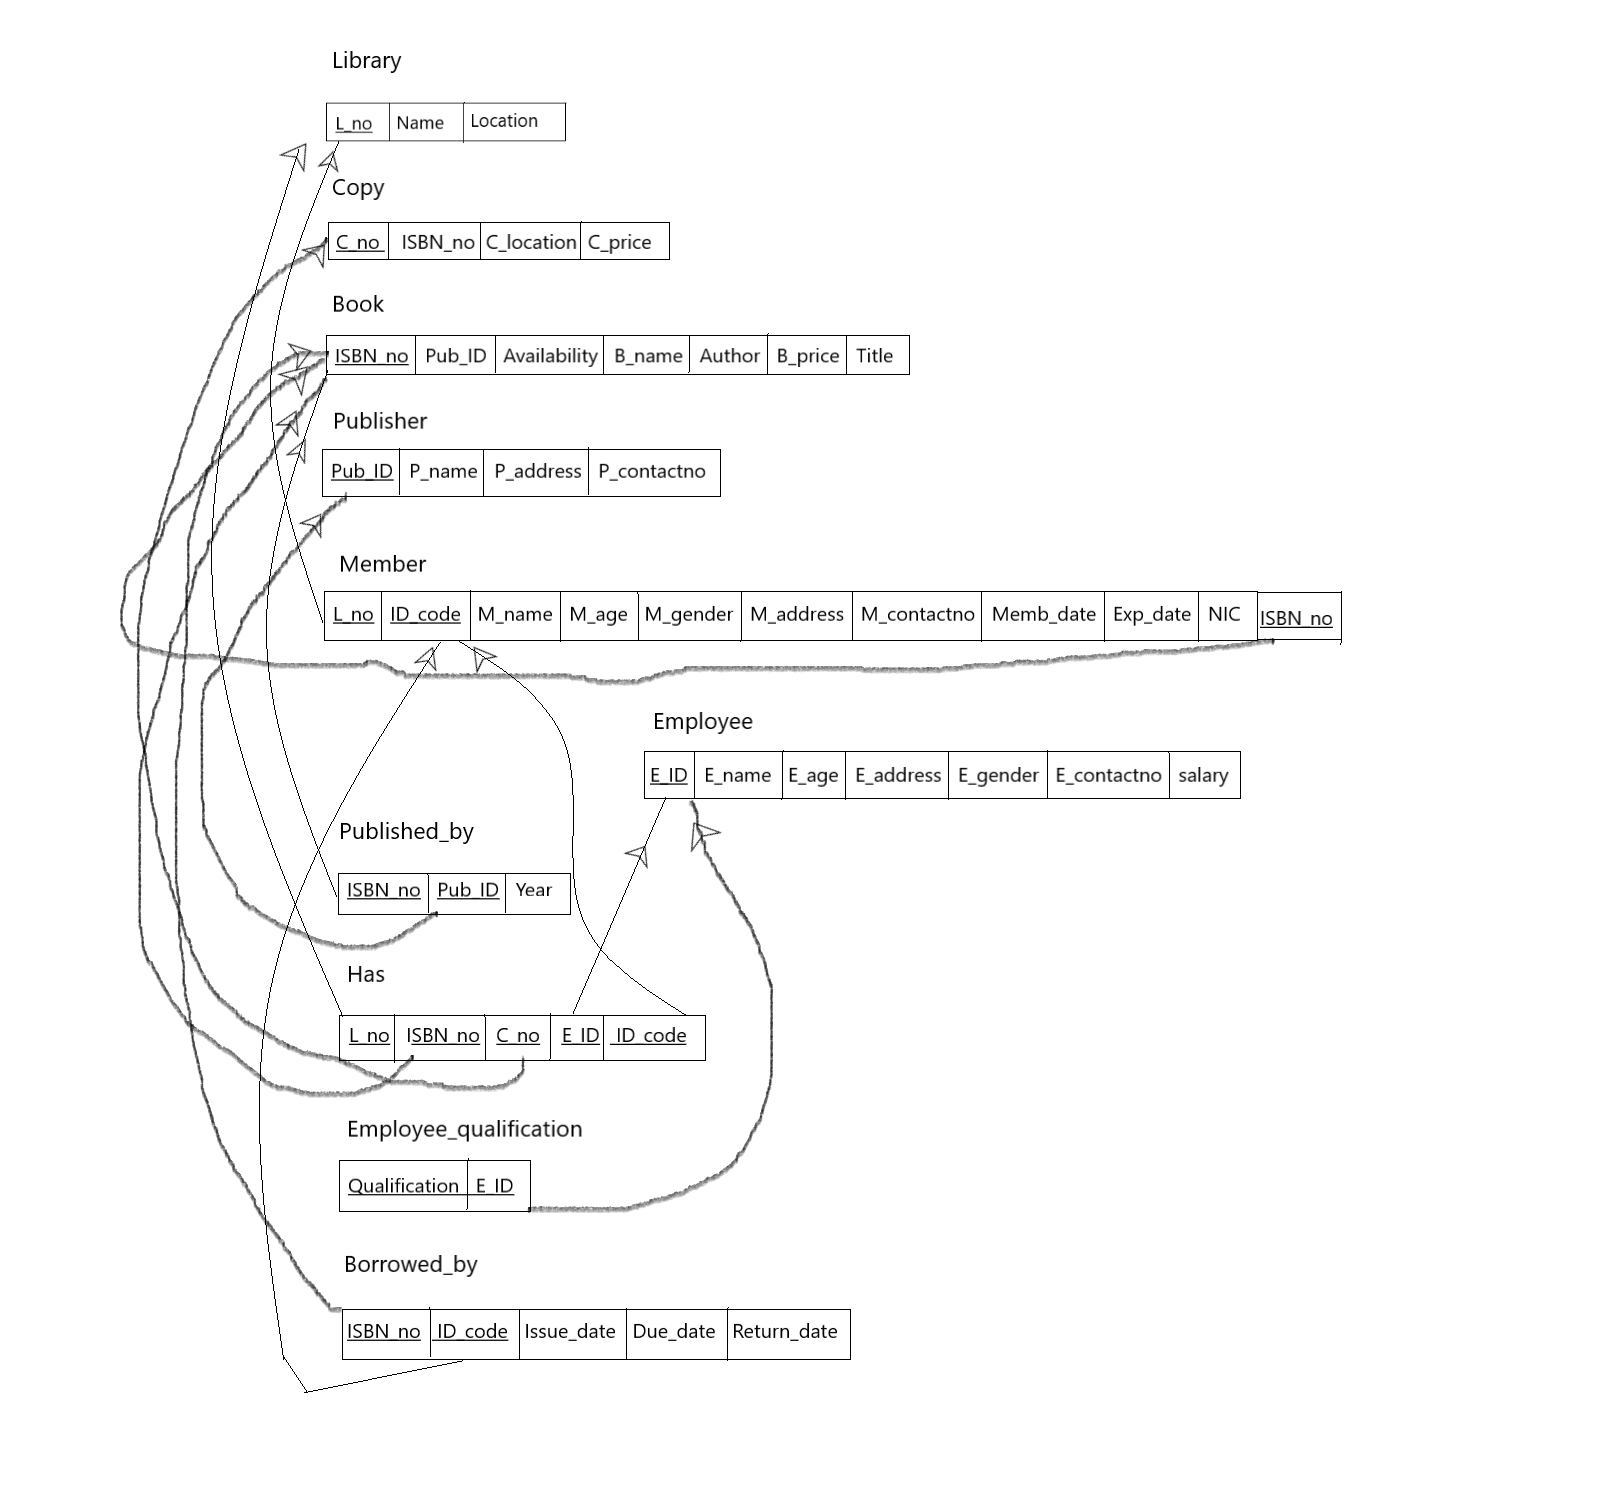 Library
L_no Name Location
Copy
C_no ISBN_no C_location C_price
Book
ISBN_no Pub_ID Availability B_name Author B_price Title
Publisher
Pub_ID P_name P_address P_contactno
Member
L_no ID_code M_name M_age M_gender M_address M_contactno Memb_date Exp_date NIC ISBN_no
Employee
E_ID E_name E_age E_address E_gender E_contactno salary
Published_by
ISBN_no Pub_ID Year
Has
L_no ISBN_no C_no E_ID ID_code
Employee_qualification
Qualification E_ID
Borrowed_by
ISBN_no ID_code Issue_date Due_date Return_date